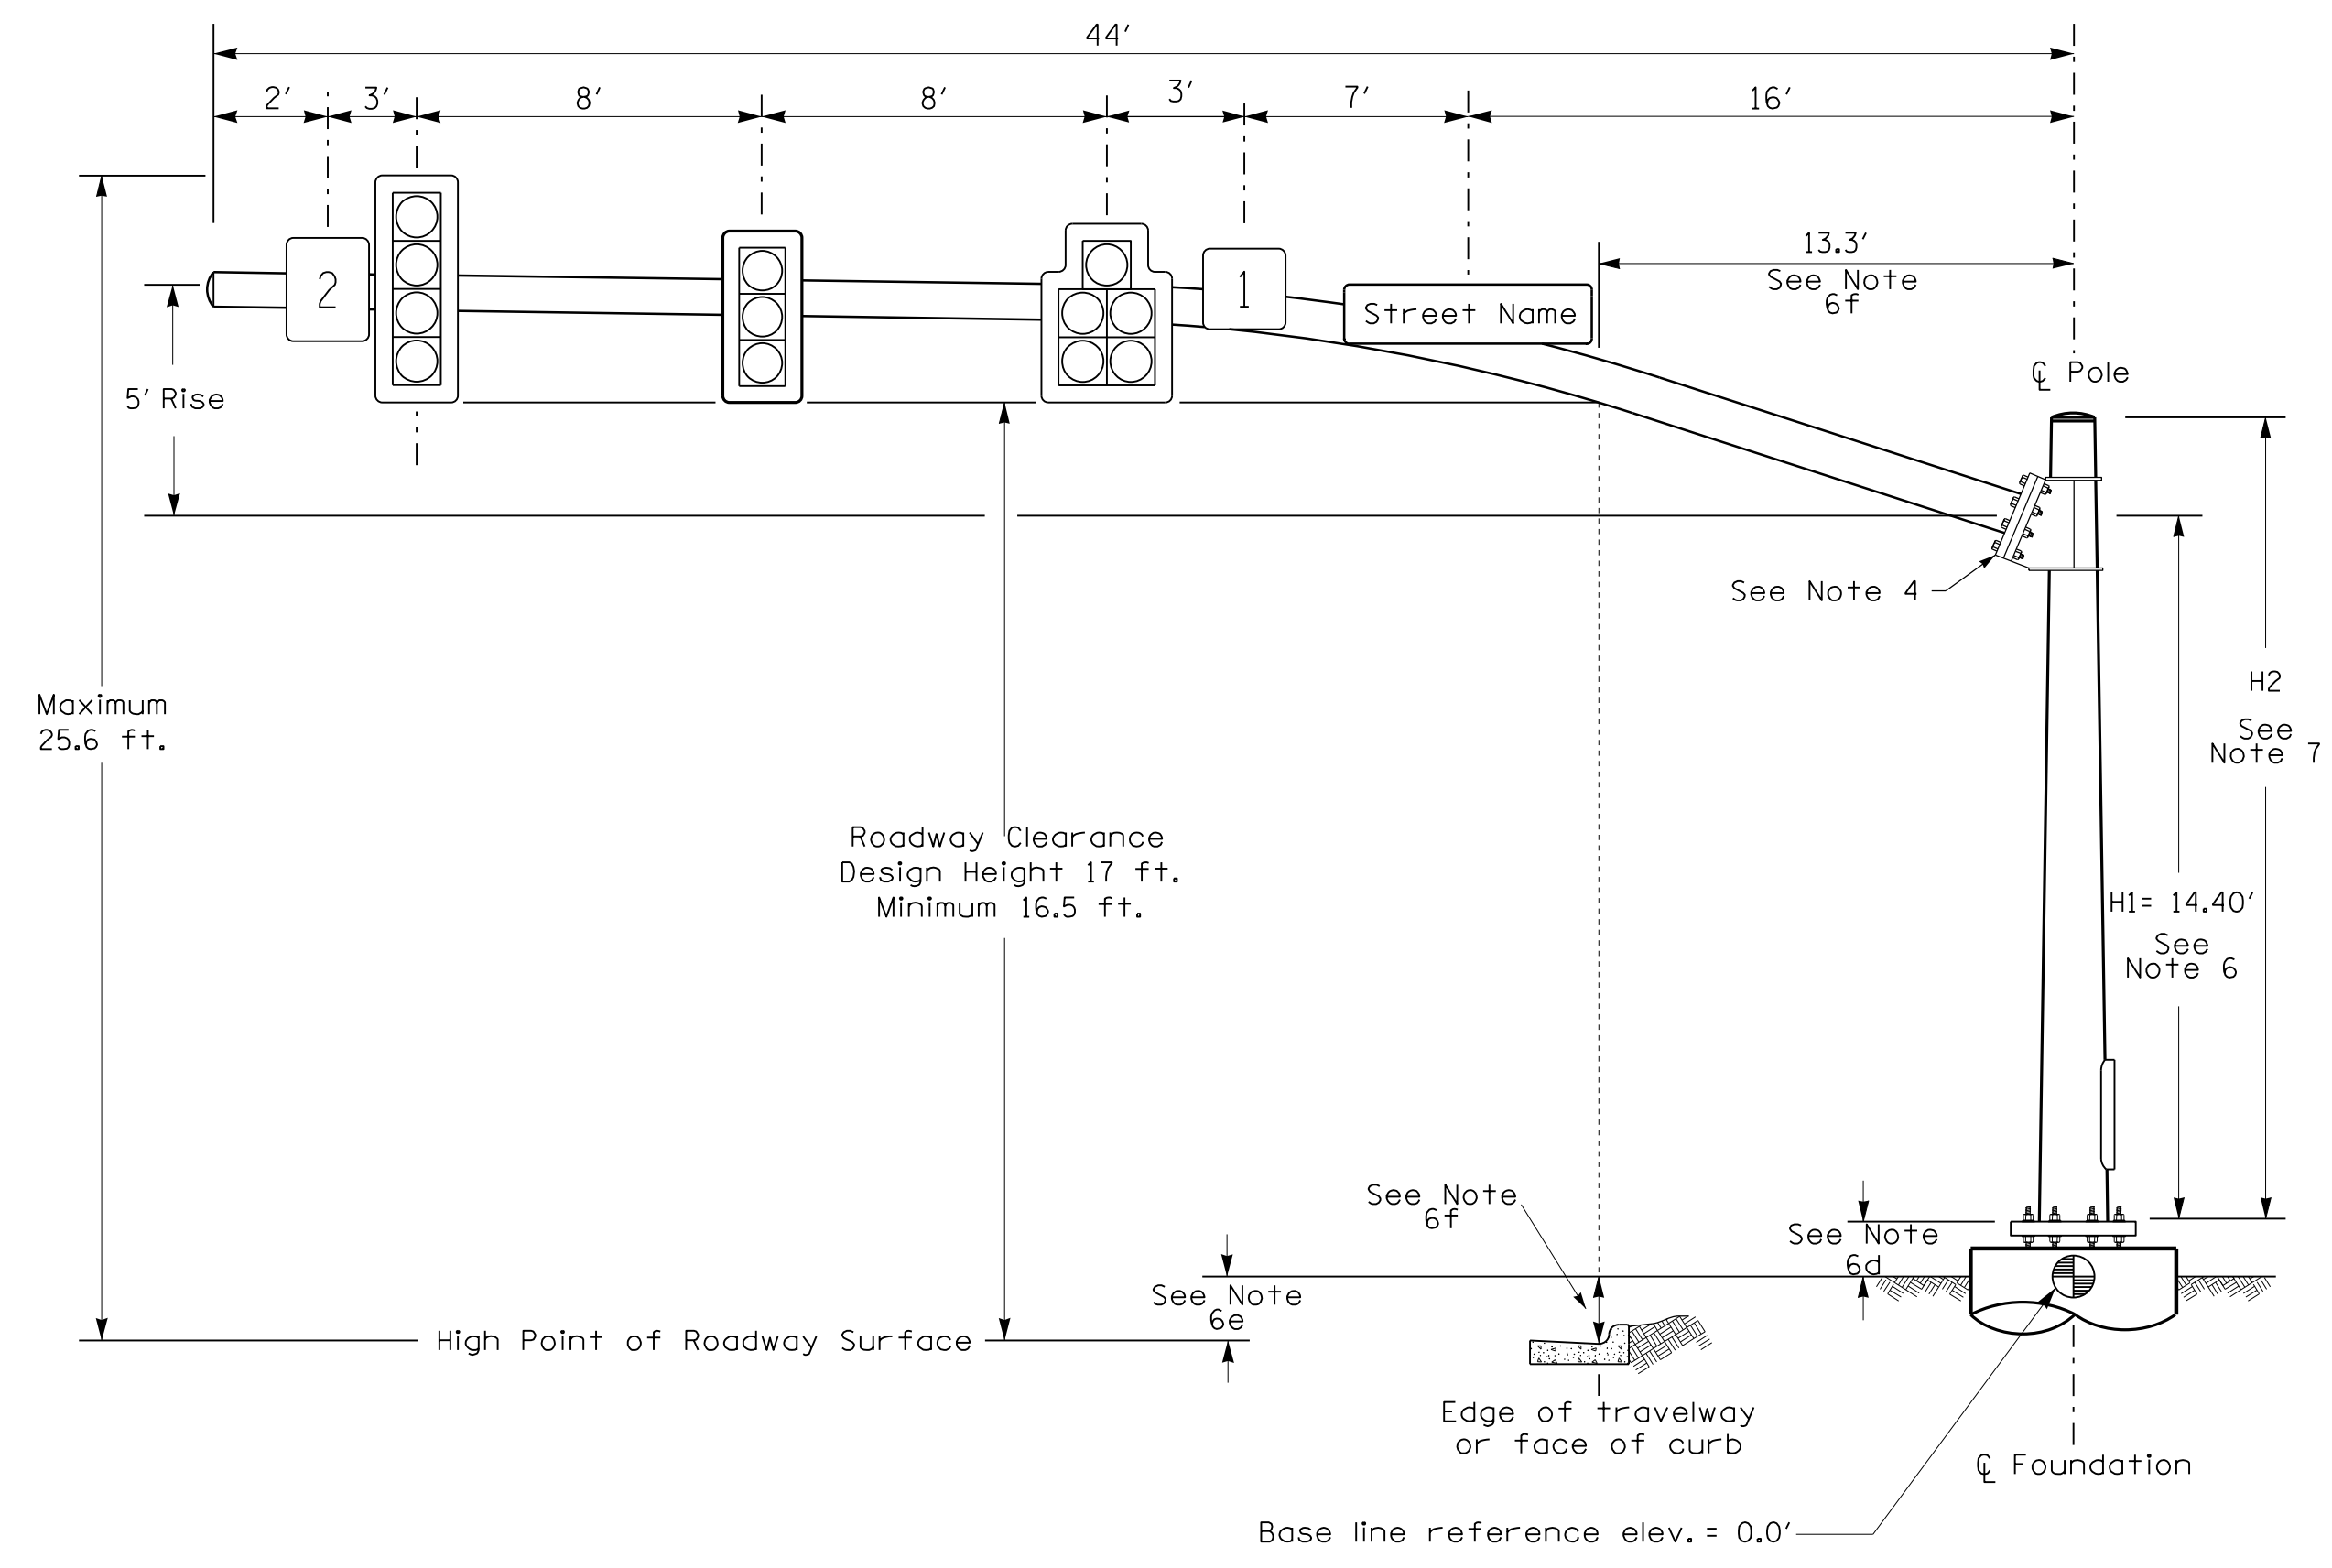 44'
2' 3' 8' 8' 3' 7' 16'
13.3'
See Note
6f
2
1
Street Name
℄ Pole
5' Rise
See Note 4
H2
See
Note 7
Maximum
25.6 ft.
Roadway Clearance
Design Height 17 ft.
Minimum 16.5 ft.
H1= 14.40'
See
Note 6
See Note
6f
See Note
6d
See Note
6e
High Point of Roadway Surface
Edge of travelway
or face of curb
℄ Foundation
Base line reference elev. = 0.0'